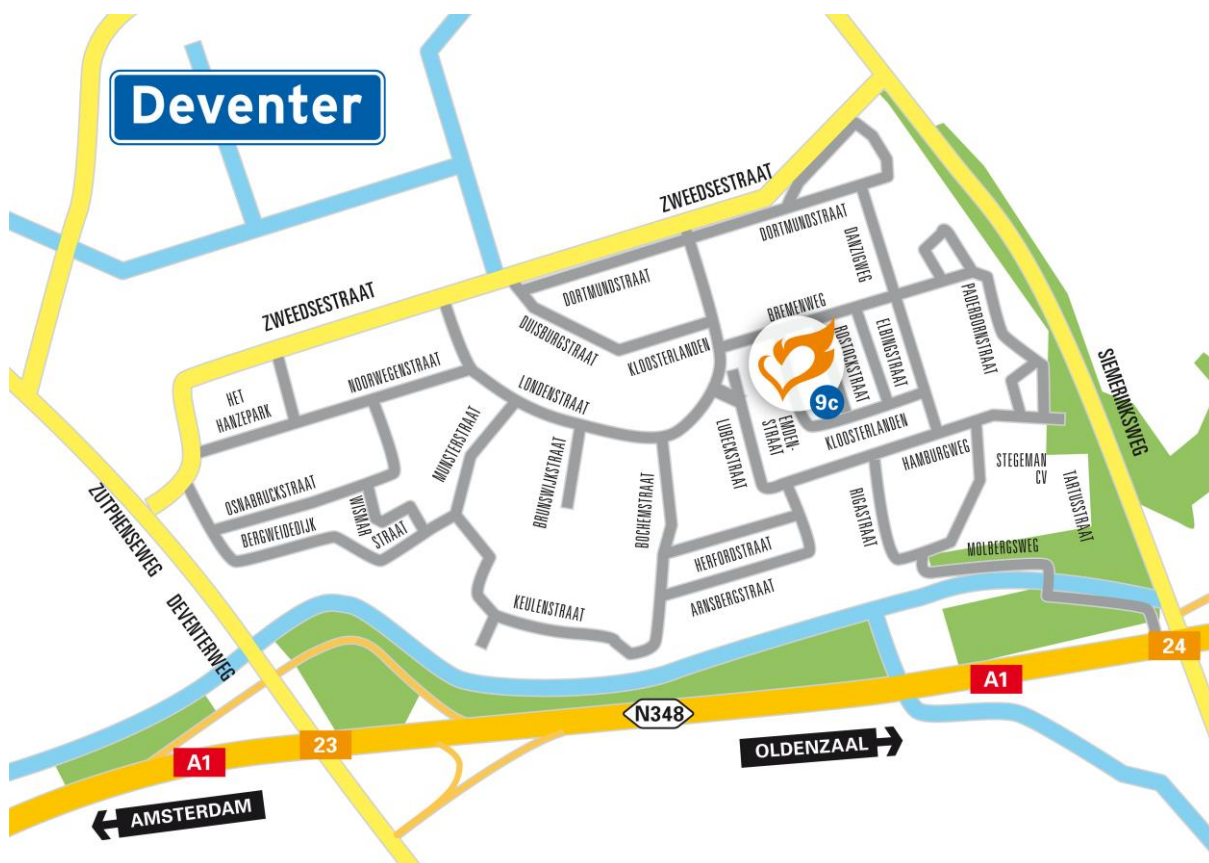 Deventer
ZWEEDSESTRAAT
DORTMUNDSTRAAT
DANZIGWEG
ZWEEDSESTRAAT
DORTMUNDSTRAAT
BREMENWEG
PADERBORNSTRAAT
DUISBURGSTRAAT
KLOOSTERLANDEN
ROSTOCKSTRAAT
ELBINGSTRAAT
SIEMERINKSWEG
NOORWEGENSTRAAT
HET
HANZEPARK
LONDENSTRAAT
9c
EMDEN-
STRAAT
KLOOSTERLANDEN
MUNSTERSTRAAT
LUBECKSTRAAT
HAMBURGWEG
BRUNSWIJKSTRAAT
STEGEMAN
CV
TARTUSSTRAAT
OSNABRUCKSTRAAT
WISMAR
STRAAT
BERGWEIDEDIJK
BOCHEMSTRAAT
RIGASTRAAT
ZUTPHENSEWEG
HERFORDSTRAAT
MOLBERGSWEG
KEULENSTRAAT
ARNSBERGSTRAAT
DEVENTERWEG
24
A1
N348
23
A1
OLDENZAAL
AMSTERDAM